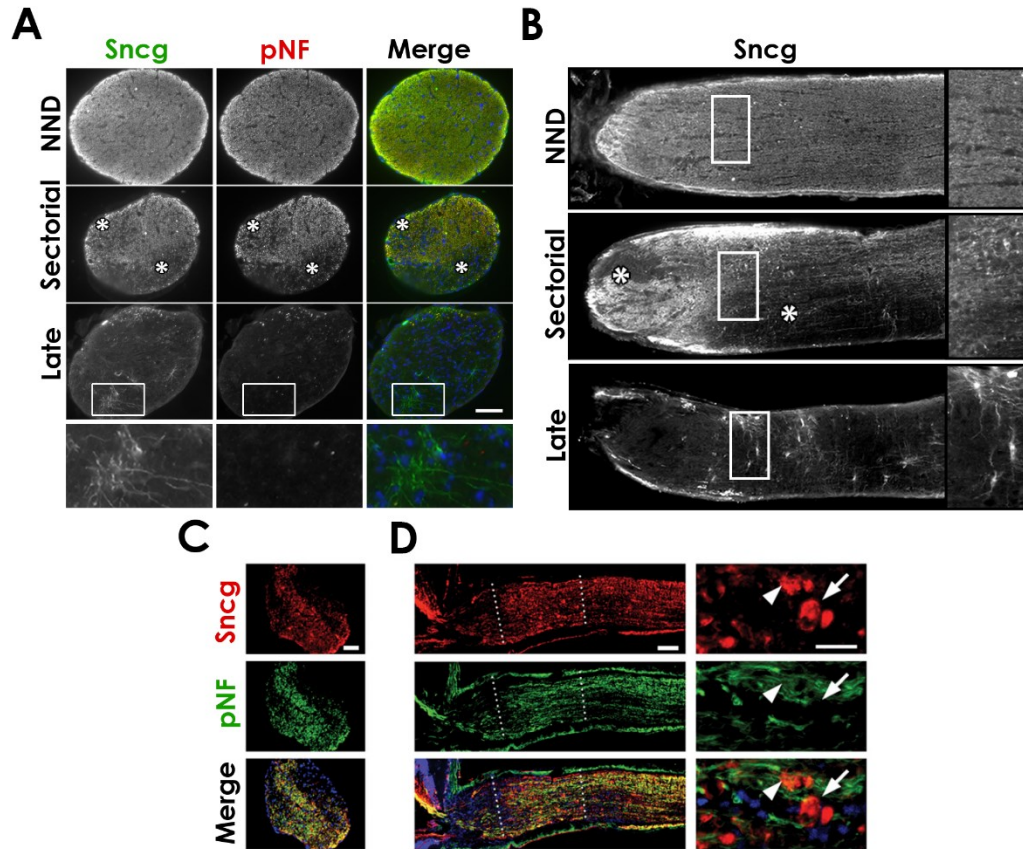 A
Sncg pNF Merge
NND
Sectorial
Late
B
Sncg
NND
Sectorial
Late
C
Sncg
pNF
Merge
D